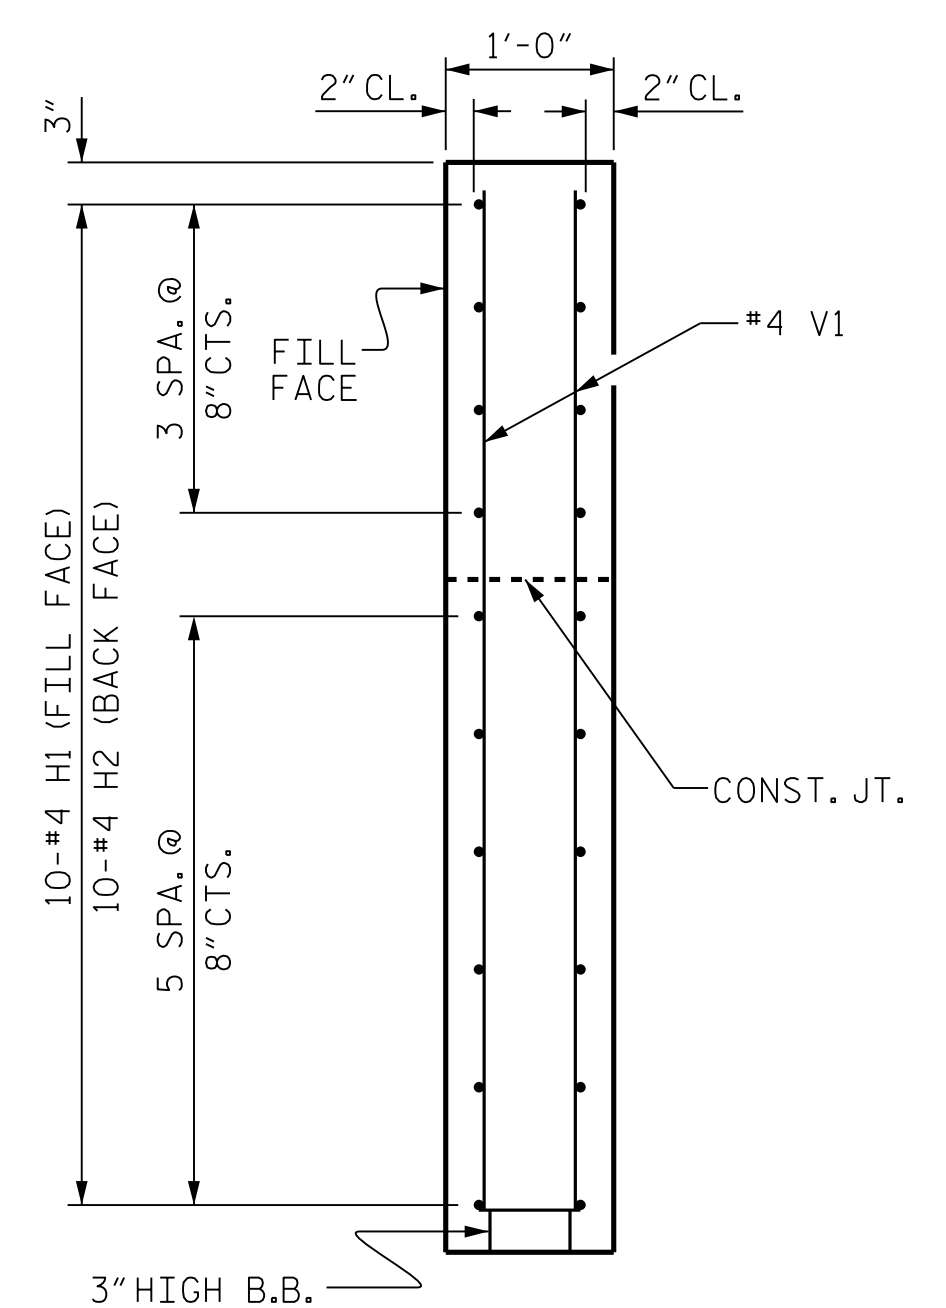 1'-0"
2" CL.
2" CL.
3"
3 SPA. @
8" CTS.
FILL
FACE
#4 V1
10-#4 H1 (FILL FACE)
10-#4 H2 (BACK FACE)
CONST. JT.
5 SPA. @
8" CTS.
3" HIGH B.B.